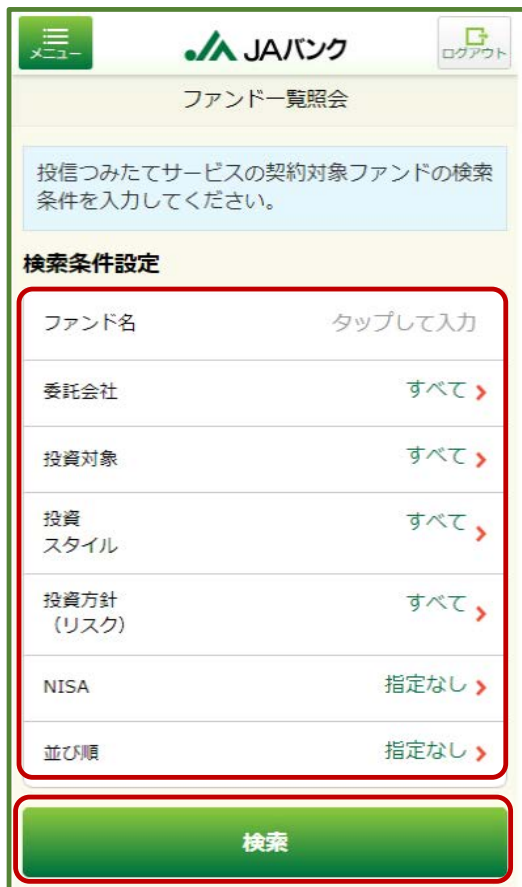 メニュー
JAバンク
ログアウト
ファンド一覧照会
投信つみたてサービスの契約対象ファンドの検索
条件を入力してください。
検索条件設定
ファンド名 タップして入力
委託会社 すべて
投資対象 すべて
投資
スタイル すべて
投資方針
（リスク） すべて
NISA 指定なし
並び順 指定なし
検索